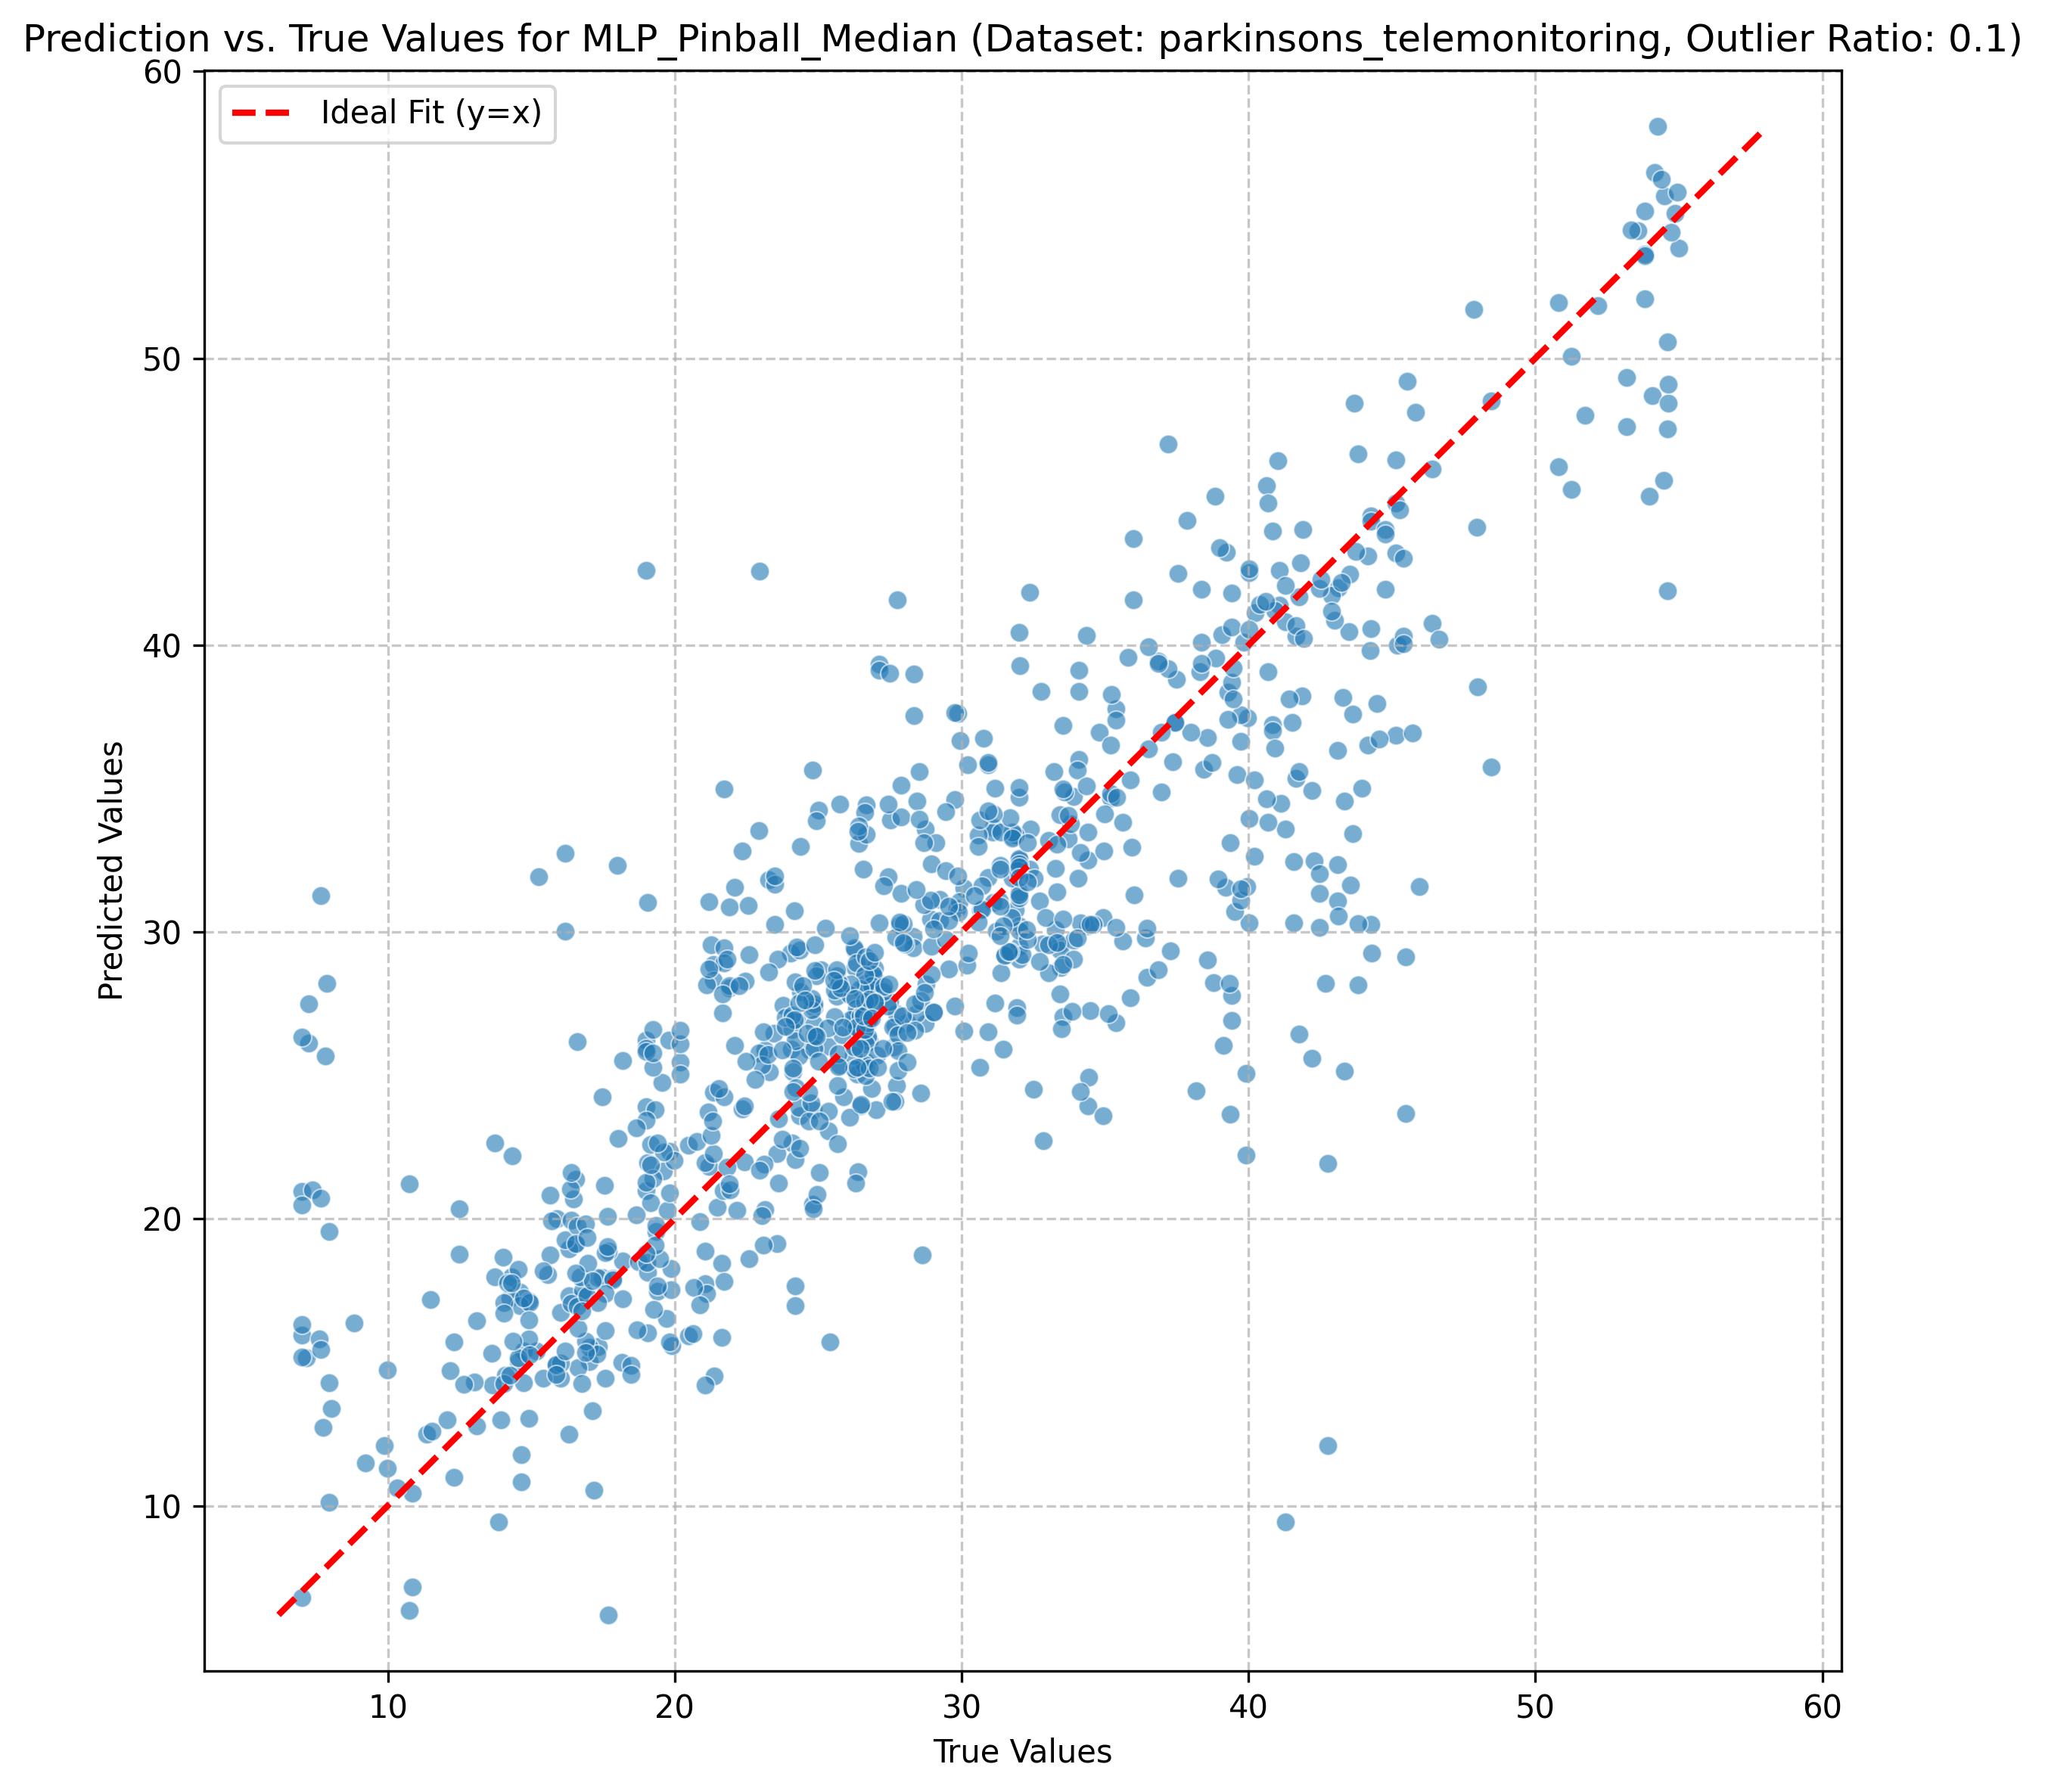 Prediction vs. True Values for MLP_Pinball_Median (Dataset: parkinsons_telemonitoring, Outlier Ratio: 0.1)
Ideal Fit (y=x)
60
50
40
30
20
10
Predicted Values
10 20 30 40 50 60
True Values